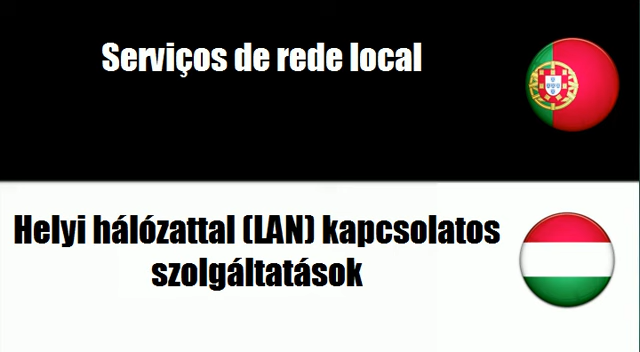 Serviços de rede local
Helyi hálózattal (LAN) kapcsolatos
szolgáltatások